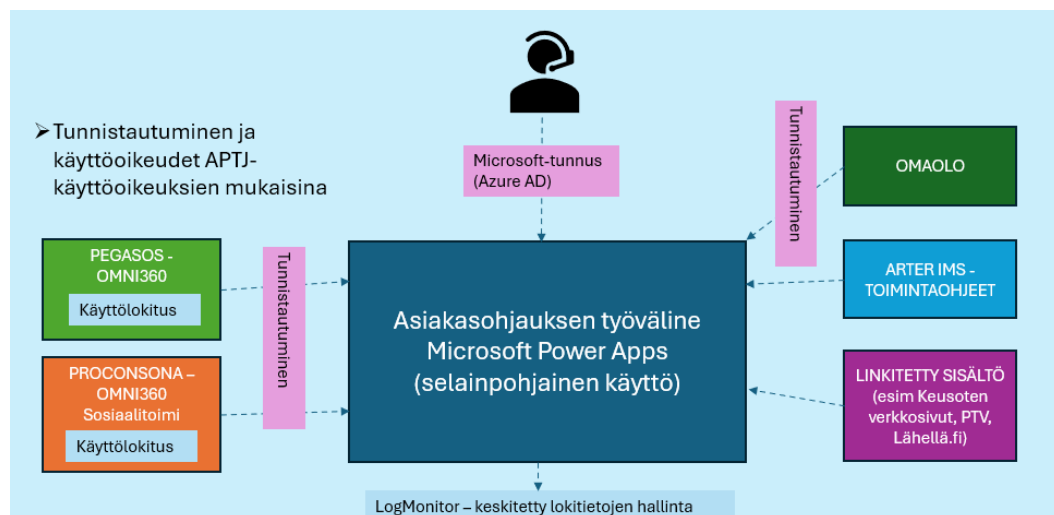 ➢ Tunnistautuminen ja
käyttöoikeudet APTJ-
käyttöoikeuksien mukaisina
Microsoft-tunnus
(Azure AD)
Tunnistautuminen
OMAOLO
PEGASOS -
OMNI360
Käyttölokitus
Tunnistautuminen
PROCONSONA –
OMNI360
Sosiaalitoimi
Käyttölokitus
Asiakasohjauksen työväline
Microsoft Power Apps
(selainpohjainen käyttö)
ARTER IMS -
TOIMINTAOHJEET
LINKITETTY SISÄLTÖ
(esim Keusoten
verkkosivut, PTV,
Lähellä.fi)
LogMonitor – keskitetty lokitietojen hallinta